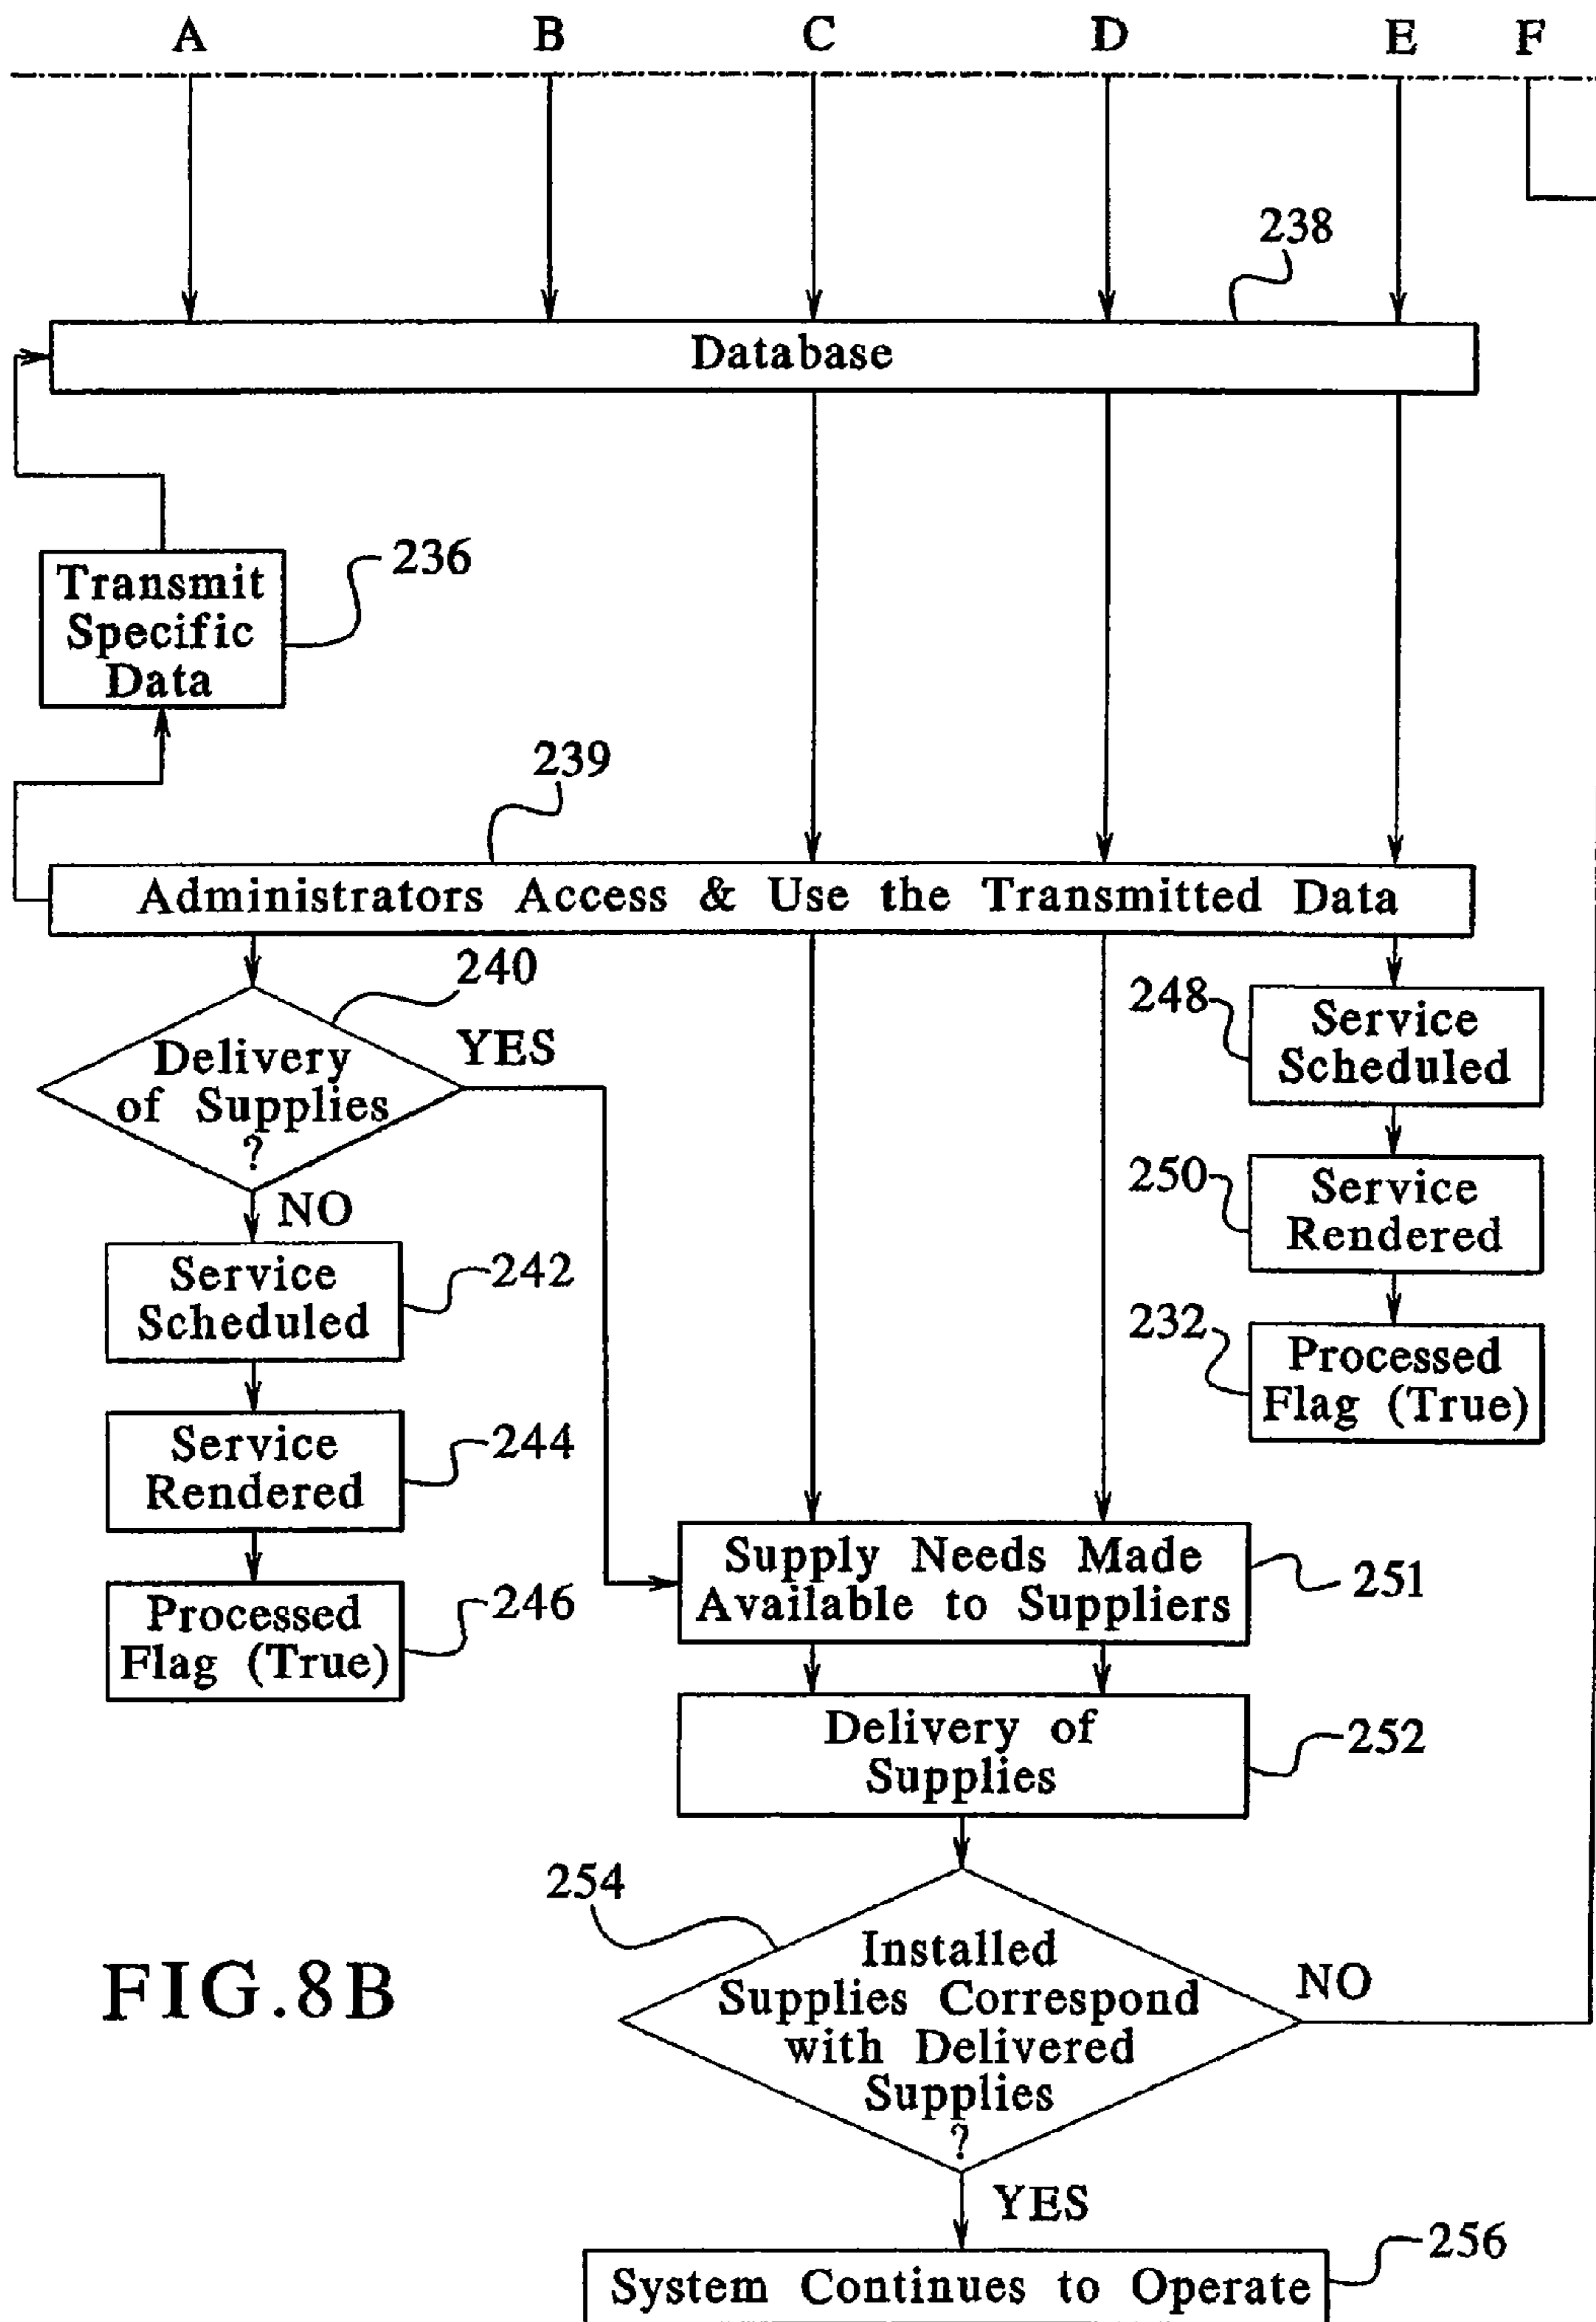 A B C D E F
238
Database
236
Transmit
Specific
Data
239
Administrators Access & Use the Transmitted Data
240
Delivery
of Supplies
?
YES
NO
248
Service
Scheduled
250
Service
Rendered
232
Processed
Flag (True)
Service
Scheduled
242
Service
Rendered
244
Processed
Flag (True)
246
Supply Needs Made
Available to Suppliers
251
Delivery of
Supplies
252
254
Installed
Supplies Correspond
with Delivered
Supplies
?
NO
YES
FIG.8B
256
System Continues to Operate